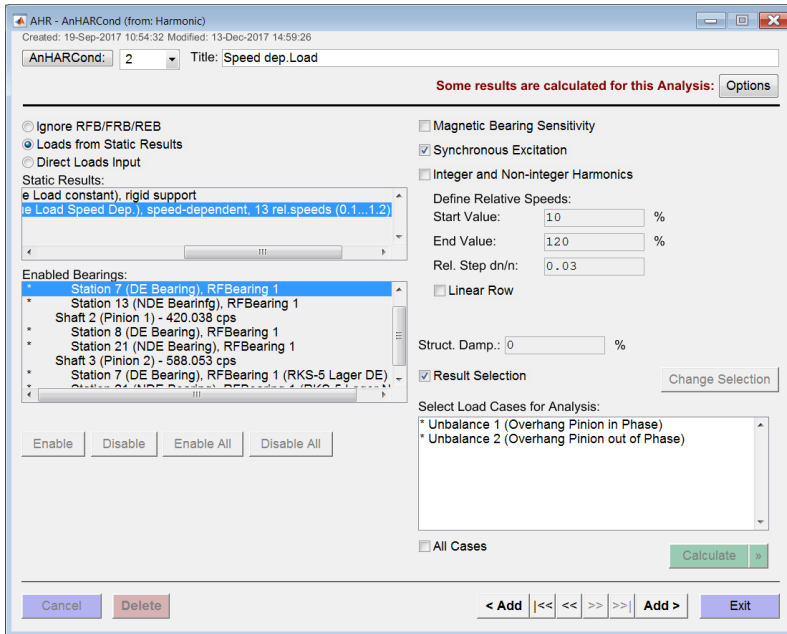 AHR - AnHARCond (from: Harmonic)
Created: 19-Sep-2017 10:54:32 Modified: 13-Dec-2017 14:59:26
AnHARCond: 2 Title: Speed dep.Load
Some results are calculated for this Analysis: Options
Ignore RFB/FRB/REB
Loads from Static Results
Direct Loads Input
Static Results:
e Load constant), rigid support
e Load Speed Dep.), speed-dependent, 13 rel.speeds (0.1...1.2)
Enabled Bearings:
* Station 7 (DE Bearing), RFBearing 1
* Station 13 (NDE Bearinfg), RFBearing 1
Shaft 2 (Pinion 1) - 420.038 cps
* Station 8 (DE Bearing), RFBearing 1
* Station 21 (NDE Bearing), RFBearing 1
Shaft 3 (Pinion 2) - 588.053 cps
* Station 7 (DE Bearing), RFBearing 1 (RKS-5 Lager DE)
* Station 21 (NDE Bearing), RFBearing 1 (RKS-5 Lager N
Enable Disable Enable All Disable All
Magnetic Bearing Sensitivity
Synchronous Excitation
Integer and Non-integer Harmonics
Define Relative Speeds:
Start Value: 10 %
End Value: 120 %
Rel. Step dn/n: 0.03
Linear Row
Struct. Damp.: 0 %
Result Selection Change Selection
Select Load Cases for Analysis:
* Unbalance 1 (Overhang Pinion in Phase)
* Unbalance 2 (Overhang Pinion out of Phase)
All Cases
Calculate »
Cancel Delete < Add |<< << >> >>| Add > Exit